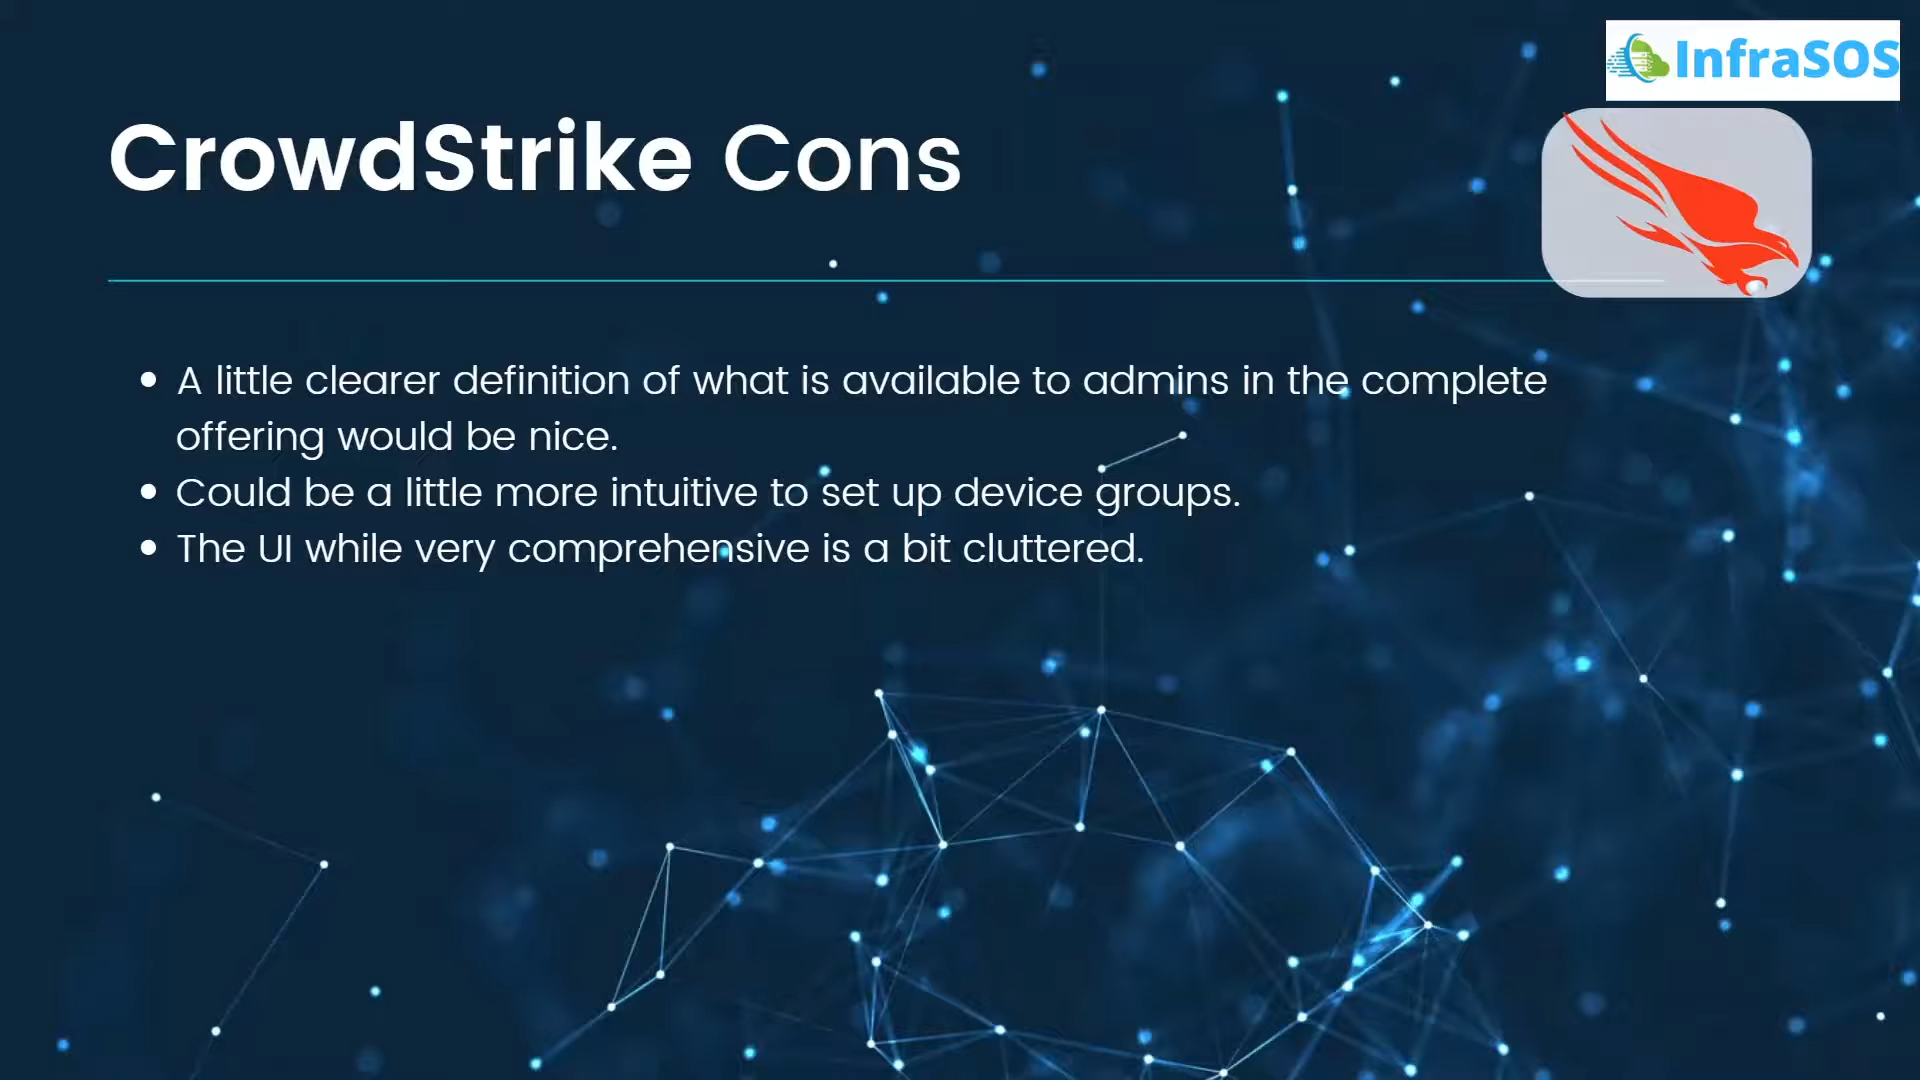 InfraSOS
CrowdStrike Cons
• A little clearer definition of what is available to admins in the complete
offering would be nice.
• Could be a little more intuitive to set up device groups.
• The UI while very comprehensive is a bit cluttered.